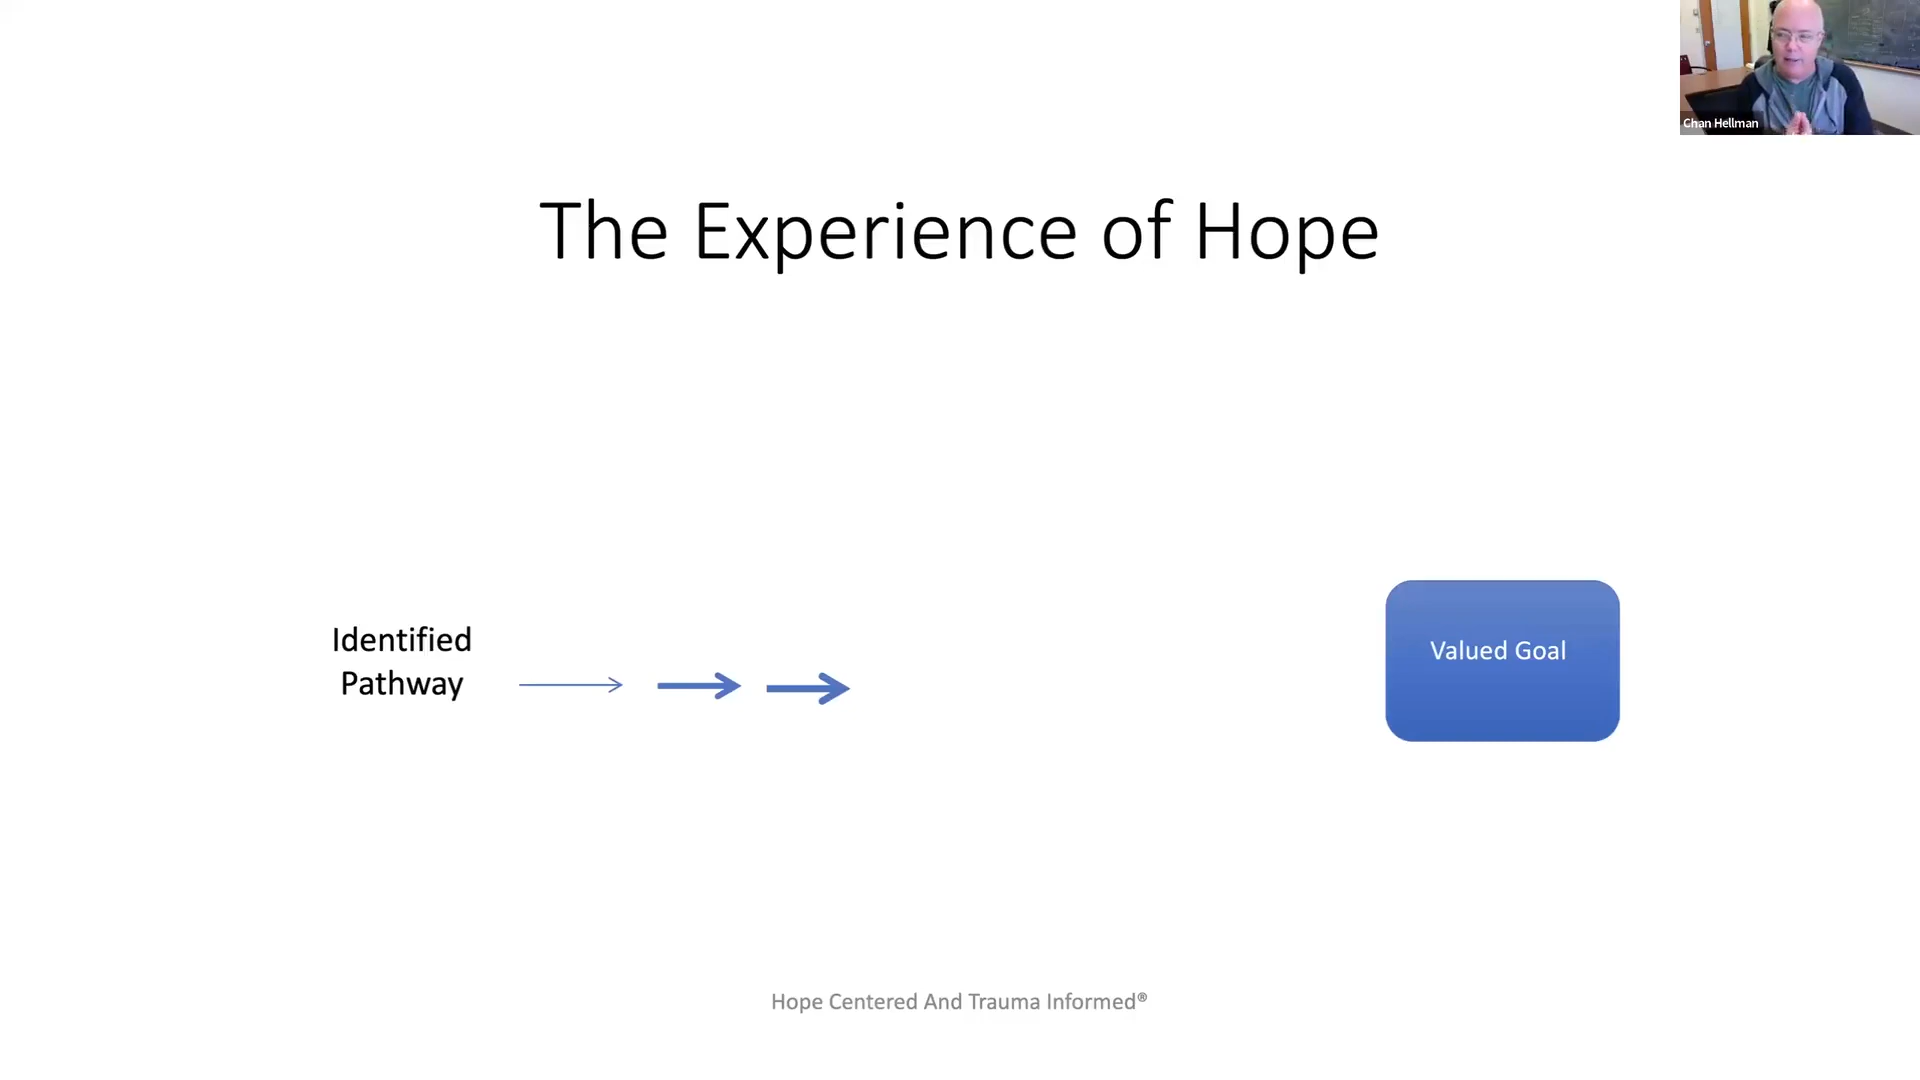 Chan Hellman
The Experience of Hope
Identified
Pathway
Valued Goal
Hope Centered And Trauma Informed®